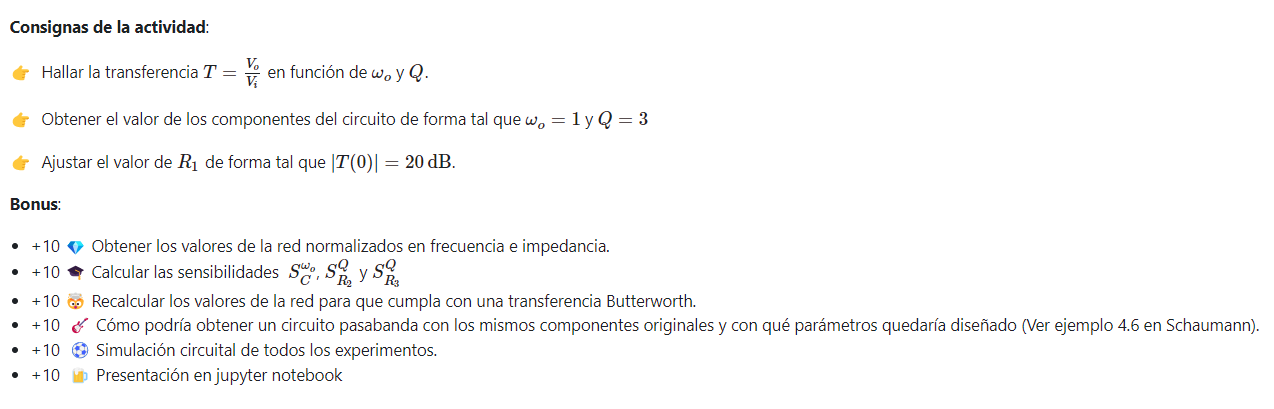 Consignas de la actividad:
👉 Hallar la transferencia $T = \frac{V_o}{V_i}$ en función de $\omega_o$ y $Q$.
👉 Obtener el valor de los componentes del circuito de forma tal que $\omega_o = 1$ y $Q = 3$
👉 Ajustar el valor de $R_1$ de forma tal que $|T(0)| = 20\,\mathrm{dB}$.
Bonus:
• +10 💎 Obtener los valores de la red normalizados en frecuencia e impedancia.
• +10 🎓 Calcular las sensibilidades $S_C^{\omega_o}$, $S_{R_2}^Q$ y $S_{R_3}^Q$
• +10 🤯 Recalcular los valores de la red para que cumpla con una transferencia Butterworth.
• +10 🎸 Cómo podría obtener un circuito pasabanda con los mismos componentes originales y con qué parámetros quedaría diseñado (Ver ejemplo 4.6 en Schaumann).
• +10 ⚽ Simulación circuital de todos los experimentos.
• +10 🍺 Presentación en jupyter notebook